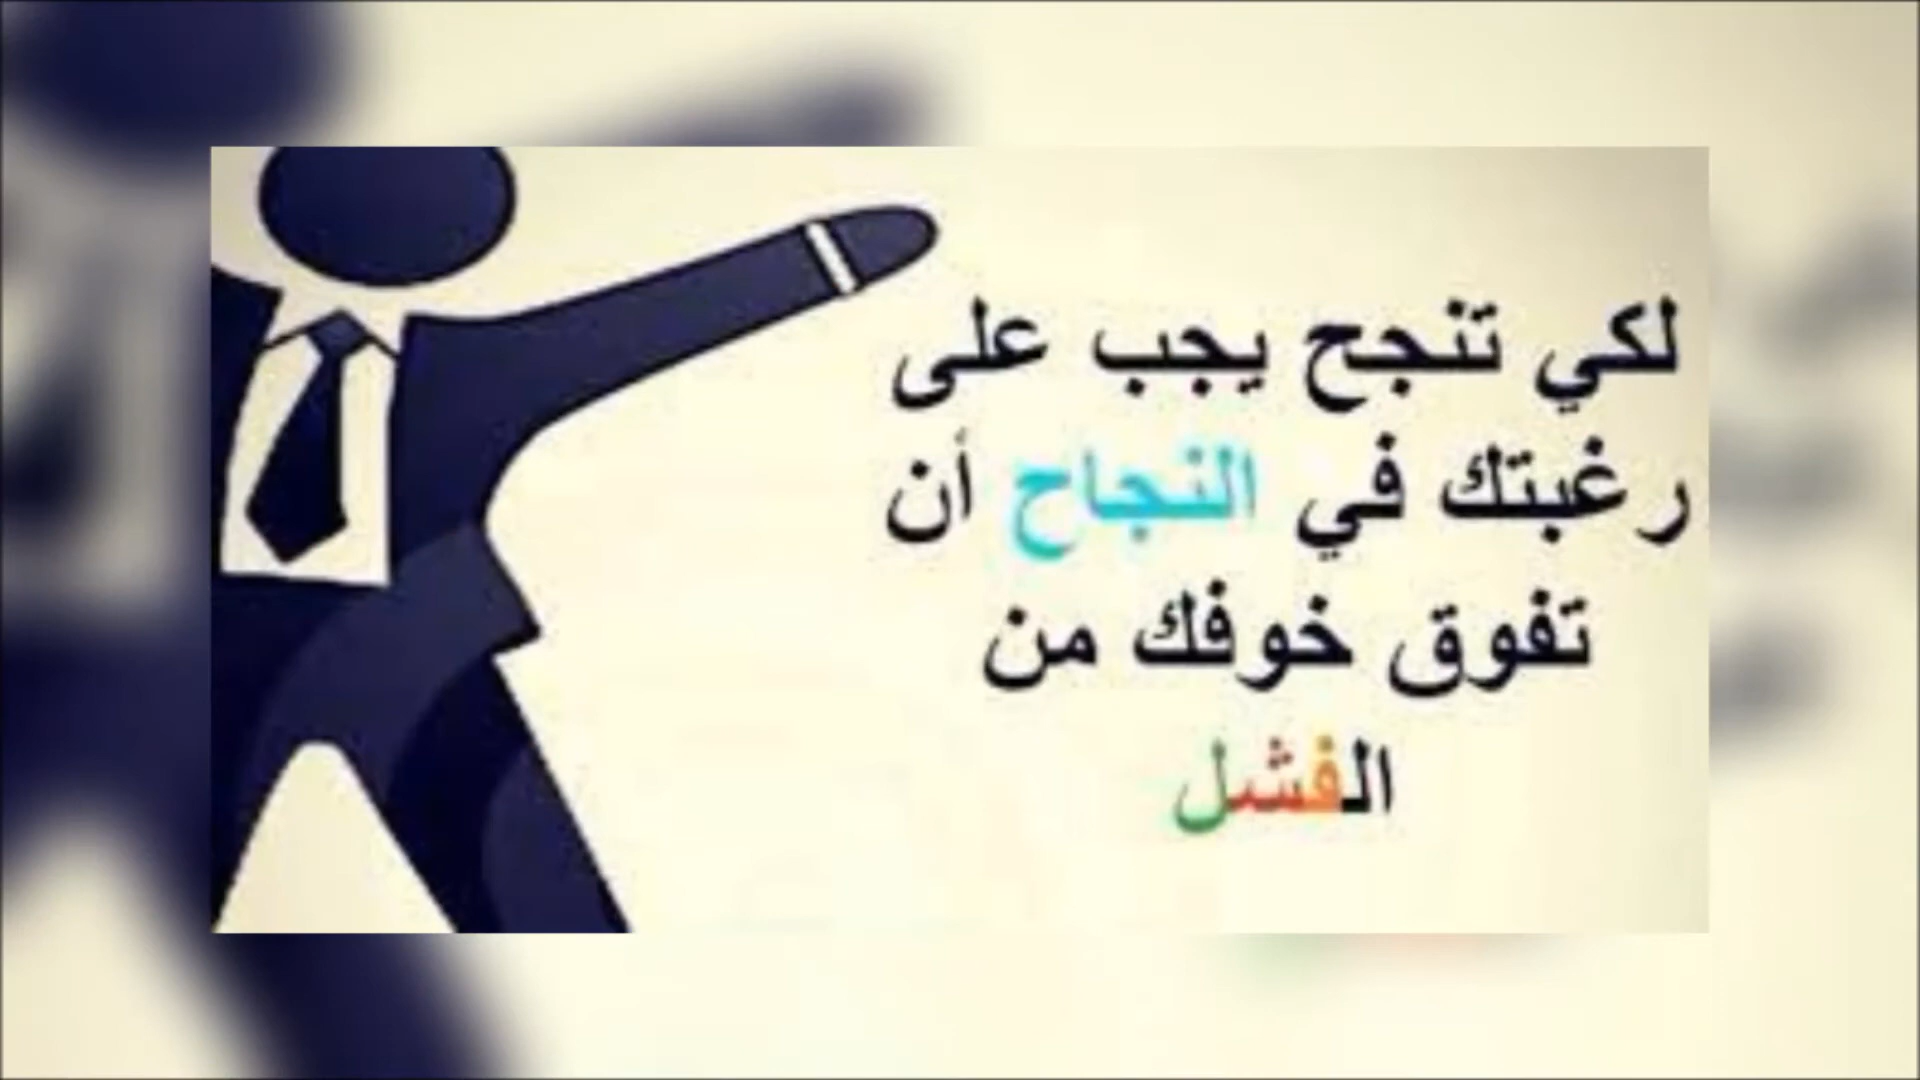 لكي تنجح يجب على
رغبتك في النجاح أن
تفوق خوفك من
الفشل